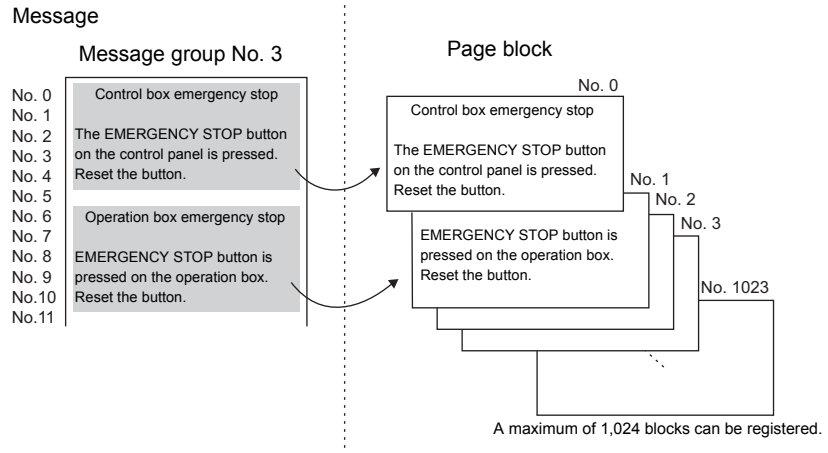 Message
Message group No. 3
No. 0
No. 1
No. 2
No. 3
No. 4
No. 5
No. 6
No. 7
No. 8
No. 9
No.10
No.11
Control box emergency stop
The EMERGENCY STOP button
on the control panel is pressed.
Reset the button.
Operation box emergency stop
EMERGENCY STOP button is
pressed on the operation box.
Reset the button.
Page block
No. 0
Control box emergency stop
The EMERGENCY STOP button
on the control panel is pressed.
Reset the button.
No. 1
No. 2
No. 3
EMERGENCY STOP button is
pressed on the operation box.
Reset the button.
No. 1023
A maximum of 1,024 blocks can be registered.